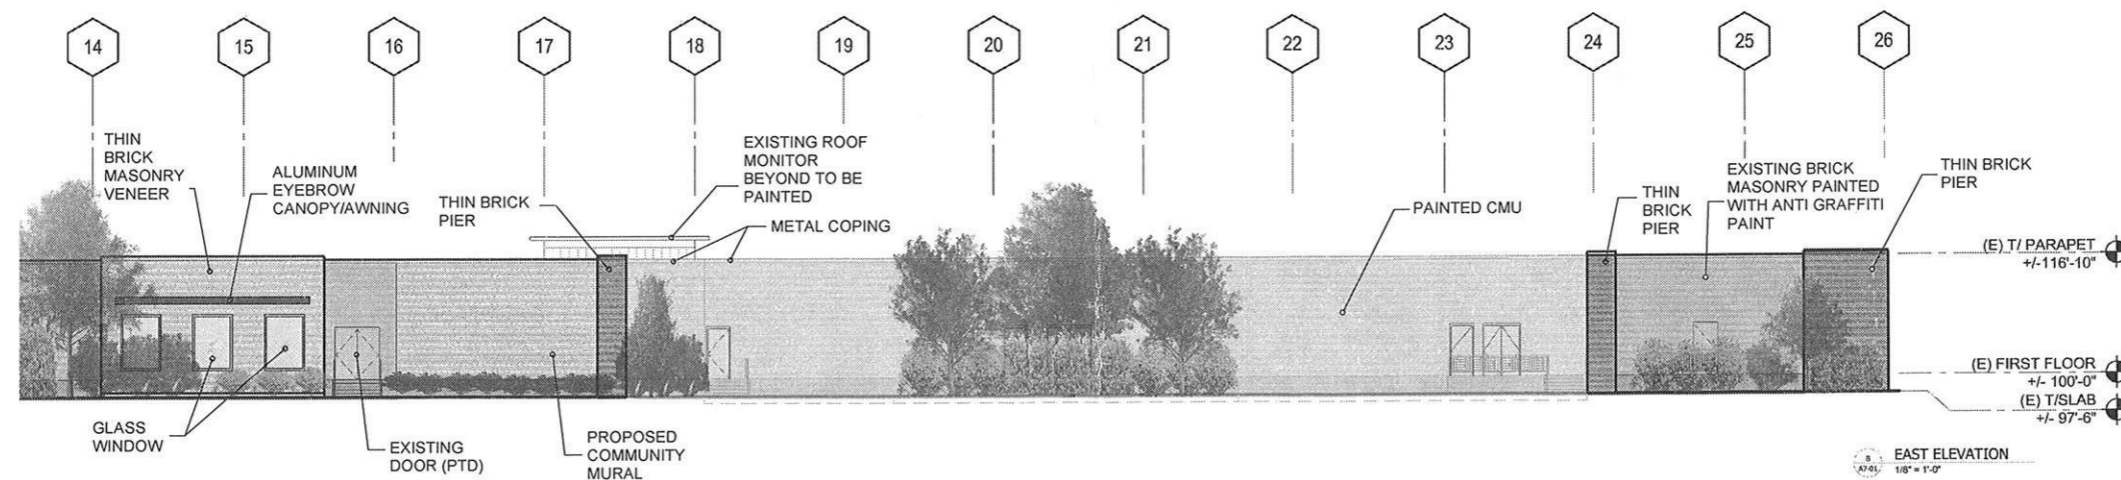 14 15 16 17 18 19 20 21 22 23 24 25 26
THIN
BRICK
MASONRY
VENEER
ALUMINUM
EYEBROW
CANOPY/AWNING
THIN BRICK
PIER
EXISTING ROOF
MONITOR
BEYOND TO BE
PAINTED
METAL COPING
PAINTED CMU
THIN
BRICK
PIER
EXISTING BRICK
MASONRY PAINTED
WITH ANTI GRAFFITI
PAINT
THIN BRICK
PIER
(E) T/ PARAPET
+/-116'-10"
(E) FIRST FLOOR
+/- 100'-0"
(E) T/SLAB
+/- 97'-6"
GLASS
WINDOW
EXISTING
DOOR (PTD)
PROPOSED
COMMUNITY
MURAL
A7-01
EAST ELEVATION
1/8" = 1'-0"